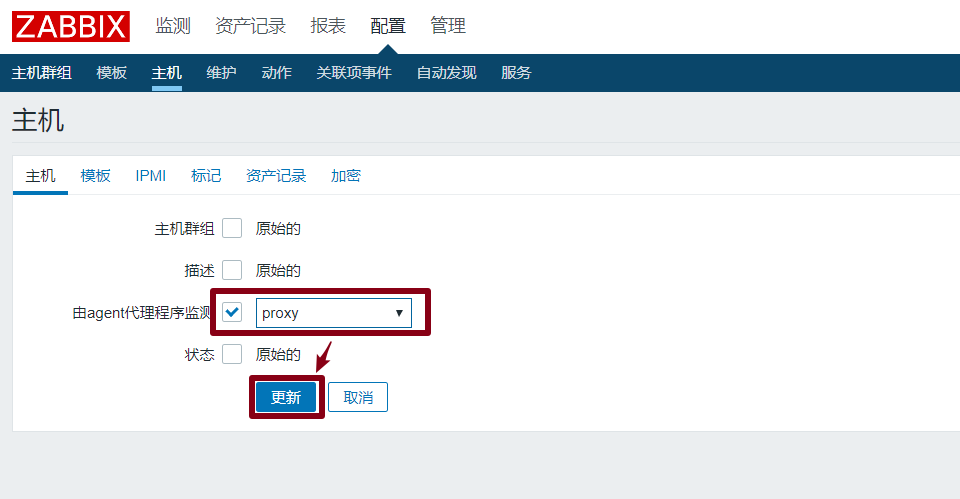 ZABBIX 监测 资产记录 报表 配置 管理
主机群组 模板 主机 维护 动作 关联项事件 自动发现 服务
主机
主机 模板 IPMI 标记 资产记录 加密
主机群组 原始的
描述 原始的
由agent代理程序监测 proxy
状态 原始的
更新 取消